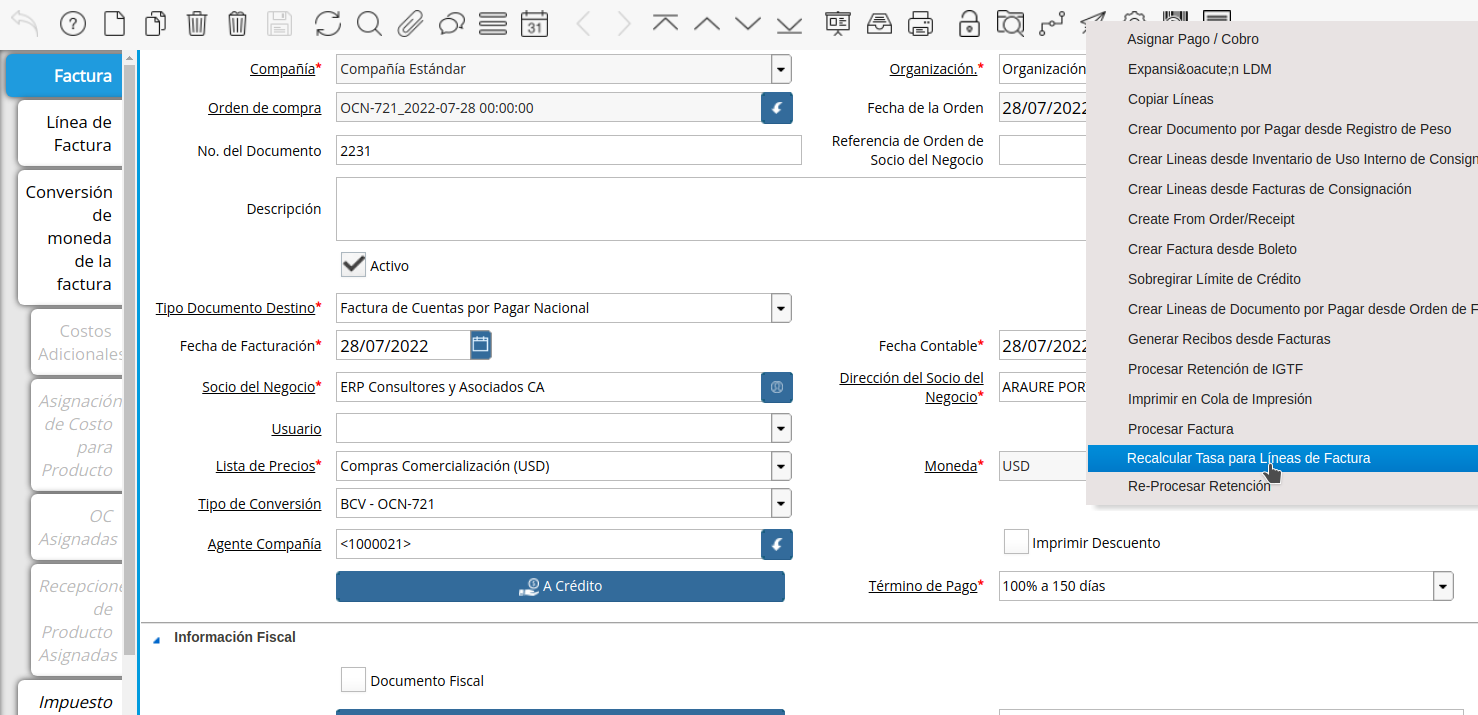 31
Factura
Línea de
Factura
Conversión
de
moneda
de la
factura
Costos
Adicionales
Asignación
de Costo
para
Producto
OC
Asignadas
Recepcione
de
Producto
Asignadas
Impuesto
Compañía* Compañía Estándar Organización.* Organización
Orden de compra OCN-721_2022-07-28 00:00:00 Fecha de la Orden 28/07/2022
No. del Documento 2231 Referencia de Orden de
Socio del Negocio
Descripción
Activo
Tipo Documento Destino* Factura de Cuentas por Pagar Nacional
Fecha de Facturación* 28/07/2022 Fecha Contable* 28/07/2022
Socio del Negocio* ERP Consultores y Asociados CA Dirección del Socio del
Negocio* ARAURE POR
Usuario
Lista de Precios* Compras Comercialización (USD) Moneda* USD
Tipo de Conversión BCV - OCN-721
Agente Compañía <1000021> Imprimir Descuento
A Crédito Término de Pago* 100% a 150 días
Información Fiscal
Documento Fiscal
Asignar Pago / Cobro
Expansi&oacute;n LDM
Copiar Líneas
Crear Documento por Pagar desde Registro de Peso
Crear Lineas desde Inventario de Uso Interno de Consign
Crear Lineas desde Facturas de Consignación
Create From Order/Receipt
Crear Factura desde Boleto
Sobregirar Límite de Crédito
Crear Lineas de Documento por Pagar desde Orden de F
Generar Recibos desde Facturas
Procesar Retención de IGTF
Imprimir en Cola de Impresión
Procesar Factura
Recalcular Tasa para Líneas de Factura
Re-Procesar Retención